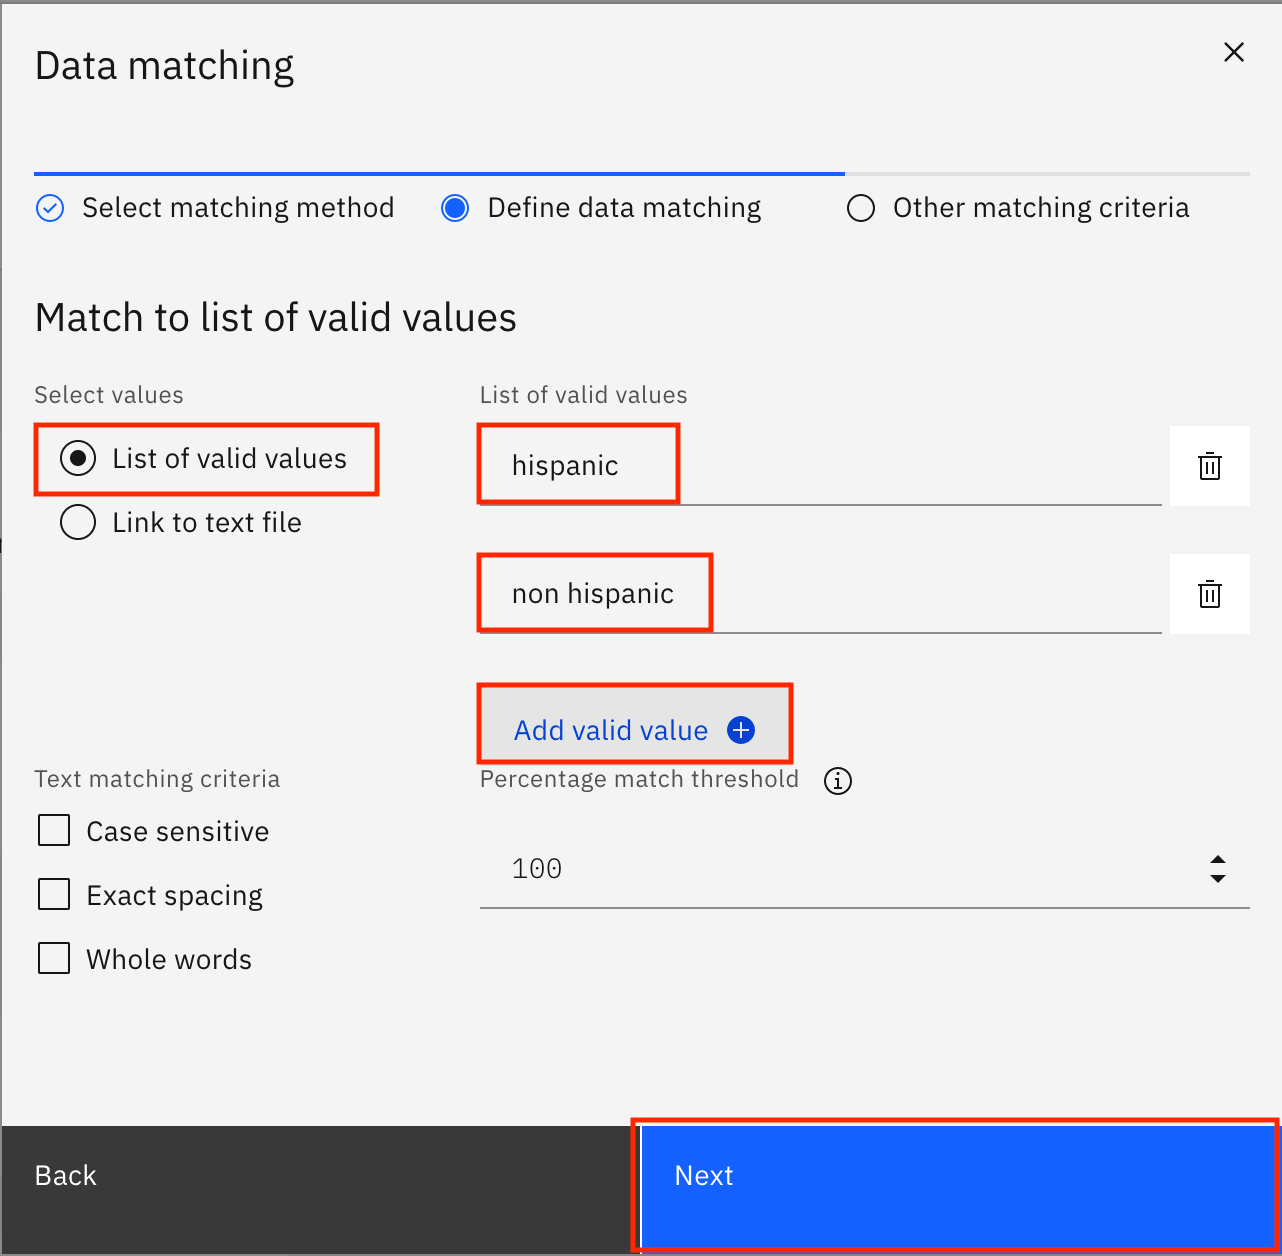 Data matching
Select matching method
Define data matching
Other matching criteria
Match to list of valid values
Select values
List of valid values
List of valid values
hispanic
Link to text file
non hispanic
Add valid value
Text matching criteria
Percentage match threshold
Case sensitive
100
Exact spacing
Whole words
Back
Next